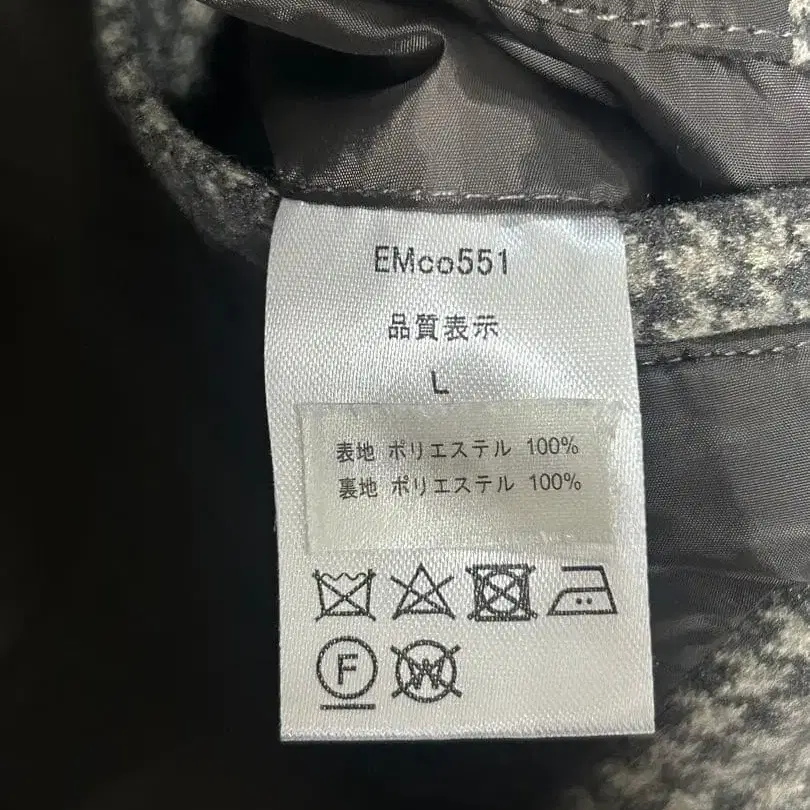 EMco551
品質表示
L
表地 ポリエステル 100%
裏地 ポリエステル 100%
F
W